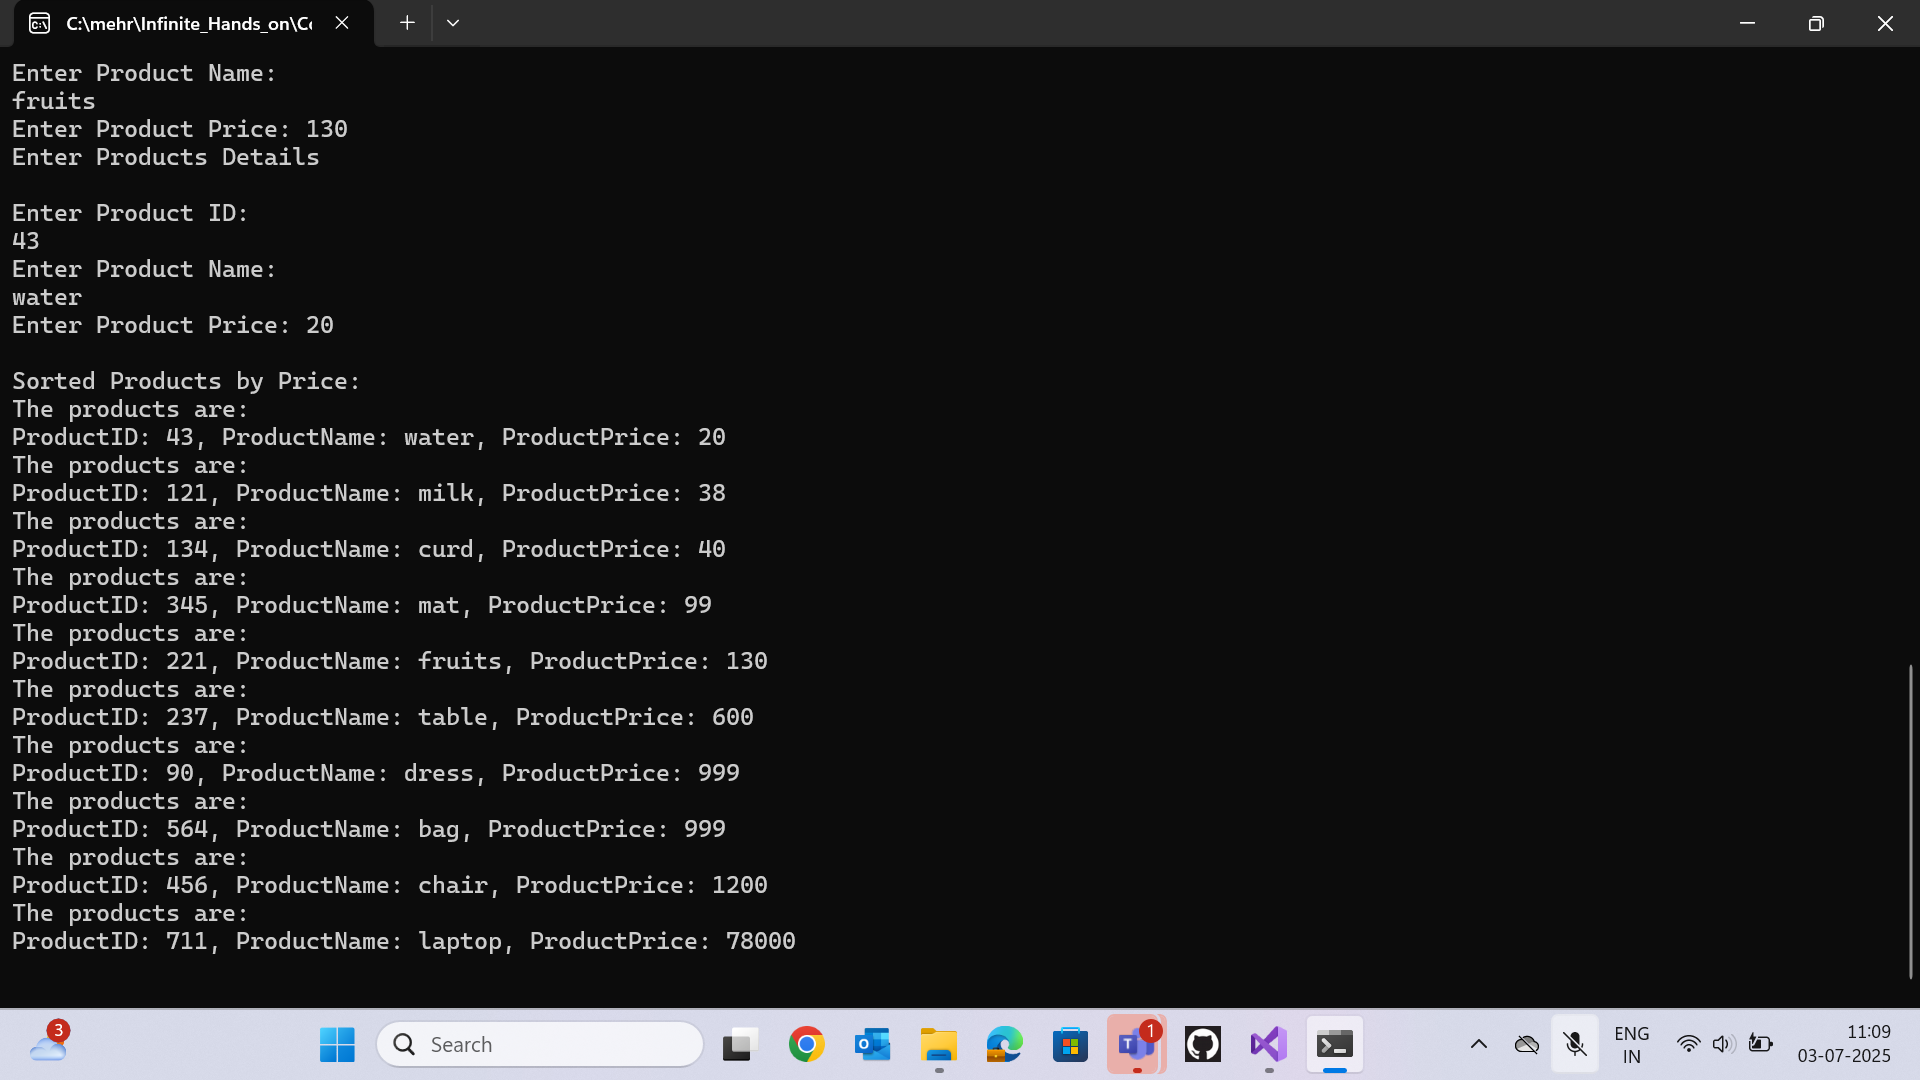 C:\mehr\Infinite_Hands_on\Co
Enter Product Name:
fruits
Enter Product Price: 130
Enter Products Details
Enter Product ID:
43
Enter Product Name:
water
Enter Product Price: 20
Sorted Products by Price:
The products are:
ProductID: 43, ProductName: water, ProductPrice: 20
The products are:
ProductID: 121, ProductName: milk, ProductPrice: 38
The products are:
ProductID: 134, ProductName: curd, ProductPrice: 40
The products are:
ProductID: 345, ProductName: mat, ProductPrice: 99
The products are:
ProductID: 221, ProductName: fruits, ProductPrice: 130
The products are:
ProductID: 237, ProductName: table, ProductPrice: 600
The products are:
ProductID: 90, ProductName: dress, ProductPrice: 999
The products are:
ProductID: 564, ProductName: bag, ProductPrice: 999
The products are:
ProductID: 456, ProductName: chair, ProductPrice: 1200
The products are:
ProductID: 711, ProductName: laptop, ProductPrice: 78000
3
Search
1
ENG
IN
11:09
03-07-2025